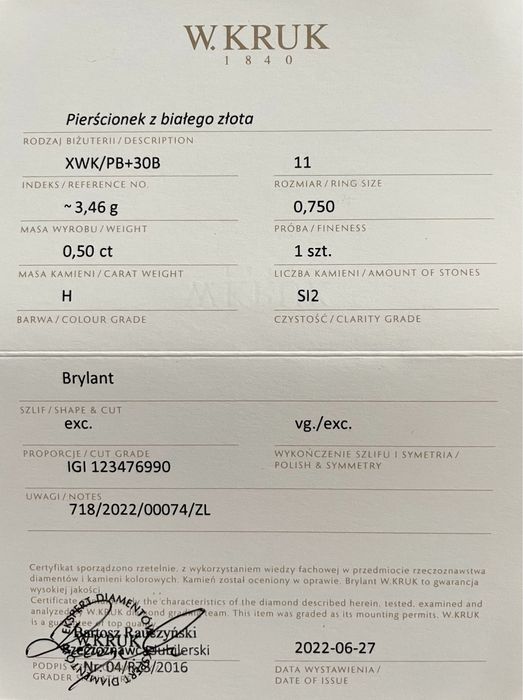 W.KRUK
1840
Pierścionek z białego złota
RODZAJ BIŻUTERII / DESCRIPTION
XWK/PB+30B 11
INDEKS / REFERENCE NO. ROZMIAR / RING SIZE
~ 3,46 g 0,750
MASA WYROBU / WEIGHT PRÓBA / FINENESS
0,50 ct 1 szt.
MASA KAMIENI / CARAT WEIGHT LICZBA KAMIENI / AMOUNT OF STONES
H SI2
BARWA / COLOUR GRADE CZYSTOŚĆ / CLARITY GRADE
Brylant
SZLIF / SHAPE & CUT
exc. vg./exc.
PROPORCJE / CUT GRADE WYKOŃCZENIE SZLIFU I SYMETRIA /
POLISH & SYMMETRY
IGI 123476990
UWAGI / NOTES
718/2022/00074/ZL
Certyfikat sporządzono rzetelnie, z wykorzystaniem wiedzy fachowej w przedmiocie rzeczoznawstwa
diamentów i kamieni kolorowych. Kamień został oceniony w oprawie. Brylant W.KRUK to gwarancja
wysokiej jakości.
Certificate the characteristics of the diamond described herein, tested, examined and
analyzed W.KRUK diamond grading team. This item was graded as its mounting permits. W.KRUK
is a guarantee of top quality.
EKSPERT DIAMENTÓW
W.KRUK
Bartosz Rauszyński
Rzeczoznawca Jubilerski
Nr. 04/RZS/2016 2022-06-27
PODPIS DATA WYSTAWIENIA /
GRADER DATE OF ISSUE